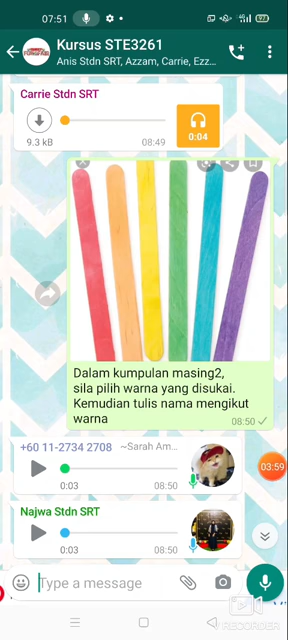 07:51
4G
92
Kursus STE3261
Anis Stdn SRT, Azzam, Carrie, Ezz...
Carrie Stdn SRT
9.3 kB
08:49
0:04
Dalam kumpulan masing2,
sila pilih warna yang disukai.
Kemudian tulis nama mengikut
warna
08:50
+60 11-2734 2708 ~Sarah Am...
0:03
08:50
03:59
Najwa Stdn SRT
0:03
08:50
Type a message
RECORDER